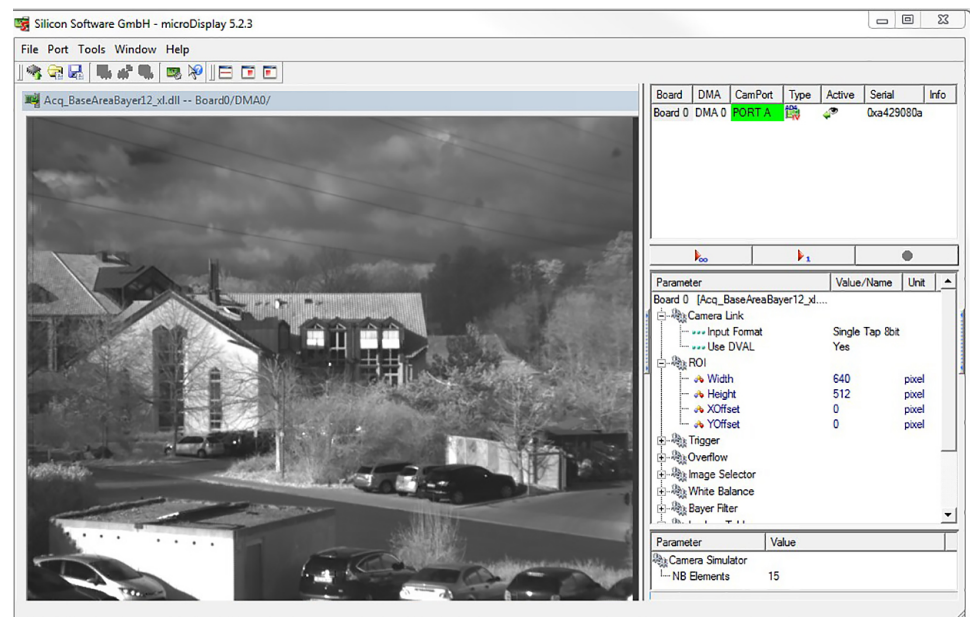 Silicon Software GmbH - microDisplay 5.2.3
File Port Tools Window Help
Acq_BaseAreaBayer12_xl.dll -- Board0/DMA0/
Board DMA CamPort Type Active Serial Info
Board 0 DMA 0 PORT A 0xa429080a
∞ 1
Parameter Value/Name Unit
Board 0 [Acq_BaseAreaBayer12_xl....
Camera Link
Input Format Single Tap 8bit
Use DVAL Yes
ROI
Width 640 pixel
Height 512 pixel
XOffset 0 pixel
YOffset 0 pixel
Trigger
Overflow
Image Selector
White Balance
Bayer Filter
Parameter Value
Camera Simulator
NB Elements 15